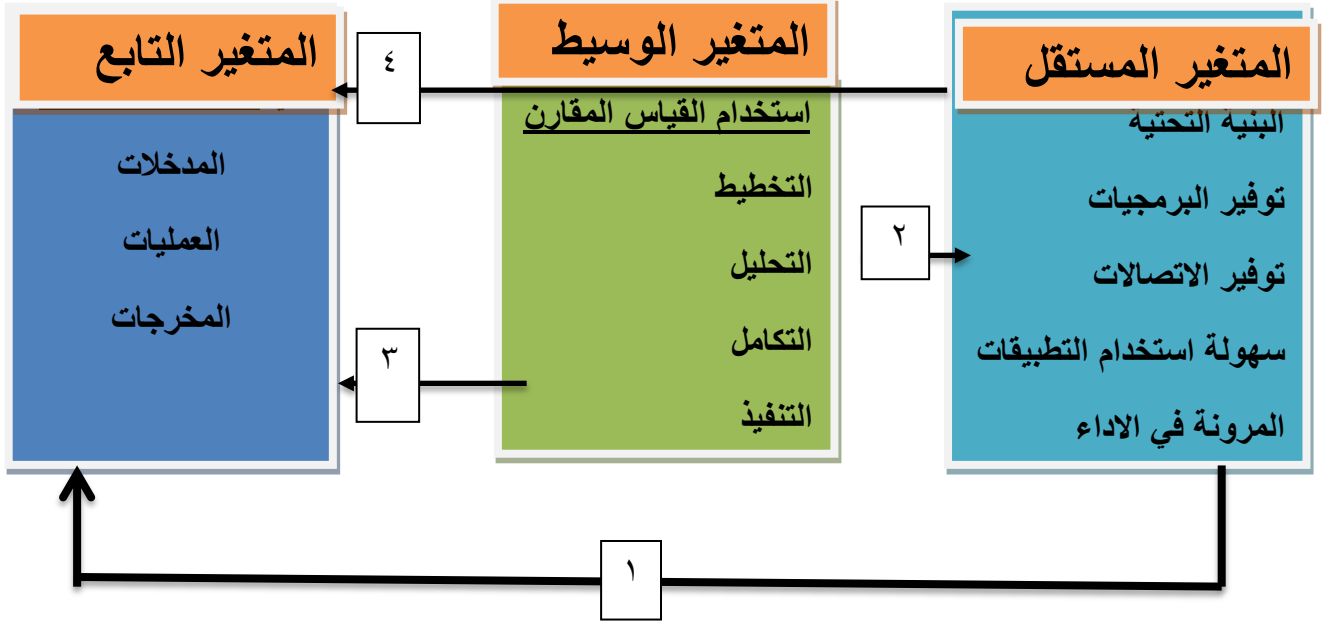 المتغير المستقل
البنية التحتية
توفير البرمجيات
توفير الاتصالات
سهولة استخدام التطبيقات
المرونة في الاداء
٢
المتغير الوسيط
استخدام القياس المقارن
التخطيط
التحليل
التكامل
التنفيذ
٤
٣
المتغير التابع
المدخلات
العمليات
المخرجات
١